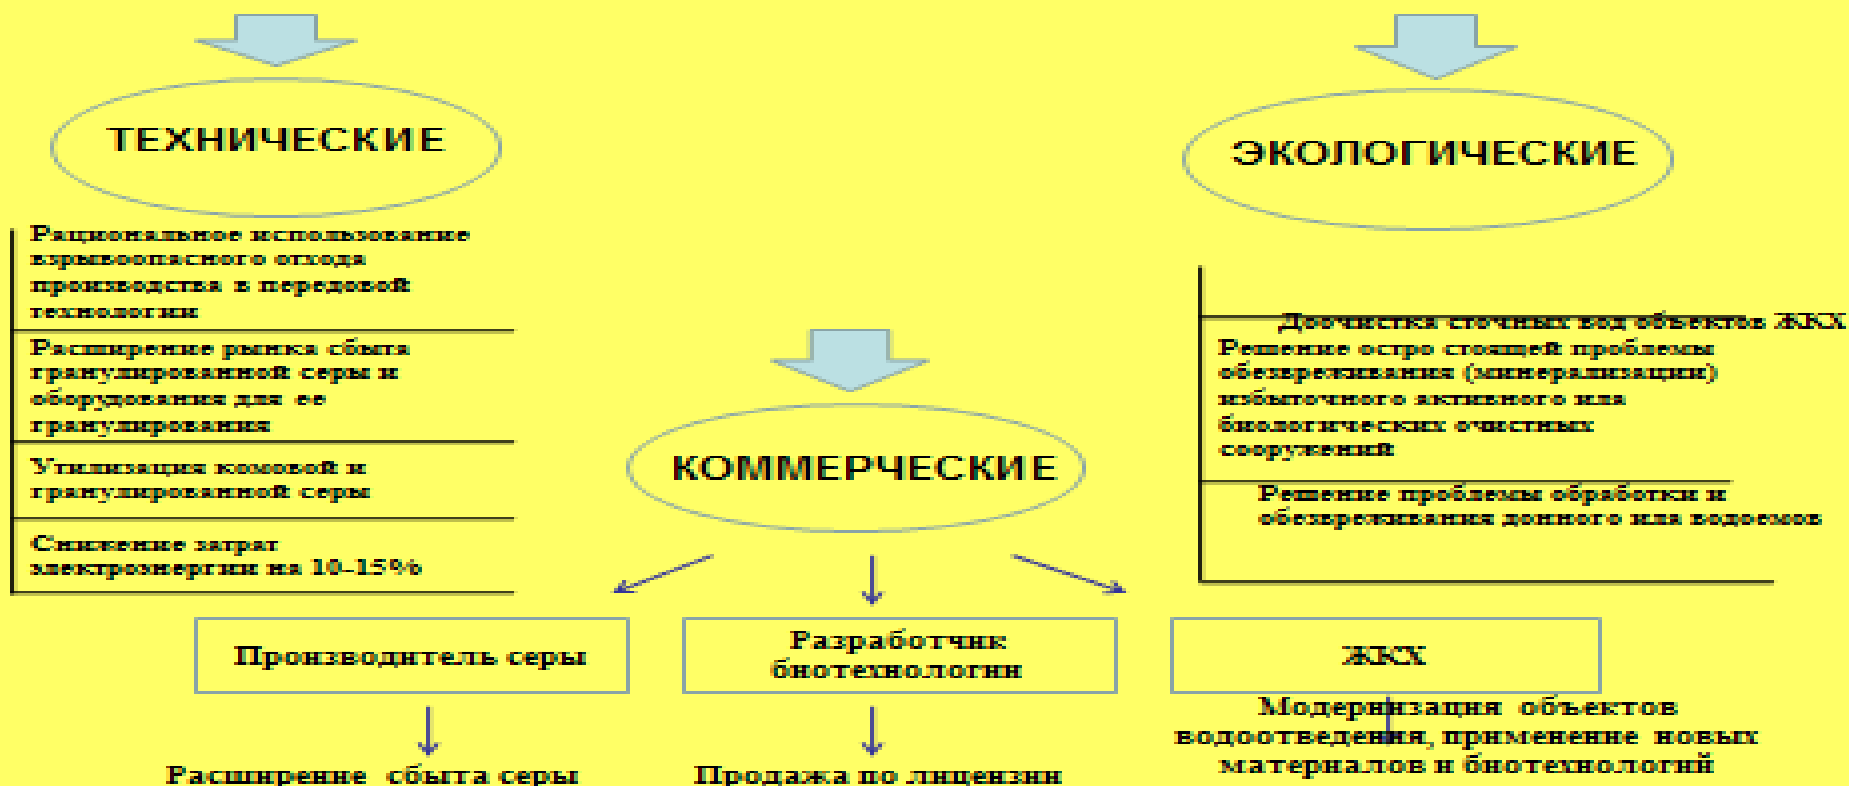 ТЕХНИЧЕСКИЕ
Рациональное использование
взрывоопасного отхода
производства в передовой
технологии
Расширение рынка сбыта
гранулированной серы и
оборудования для ее
гранулирования
Утилизация комовой и
гранулированной серы
Снижение затрат
электроэнергии на 10-15%
КОММЕРЧЕСКИЕ
ЭКОЛОГИЧЕСКИЕ
Доочистка сточных вод объектов ЖКХ
Решение остро стоящей проблемы
обезвреживания (минерализации)
избыточного активного ила
биологических очистных
сооружений
Решение проблемы обработки и
обезвреживания донного ила водоемов
Производитель серы
Расширение сбыта серы
Разработчик
биотехнологии
Продажа по лицензии
ЖКХ
Модернизация объектов
водоотведения, применение новых
материалов и биотехнологий